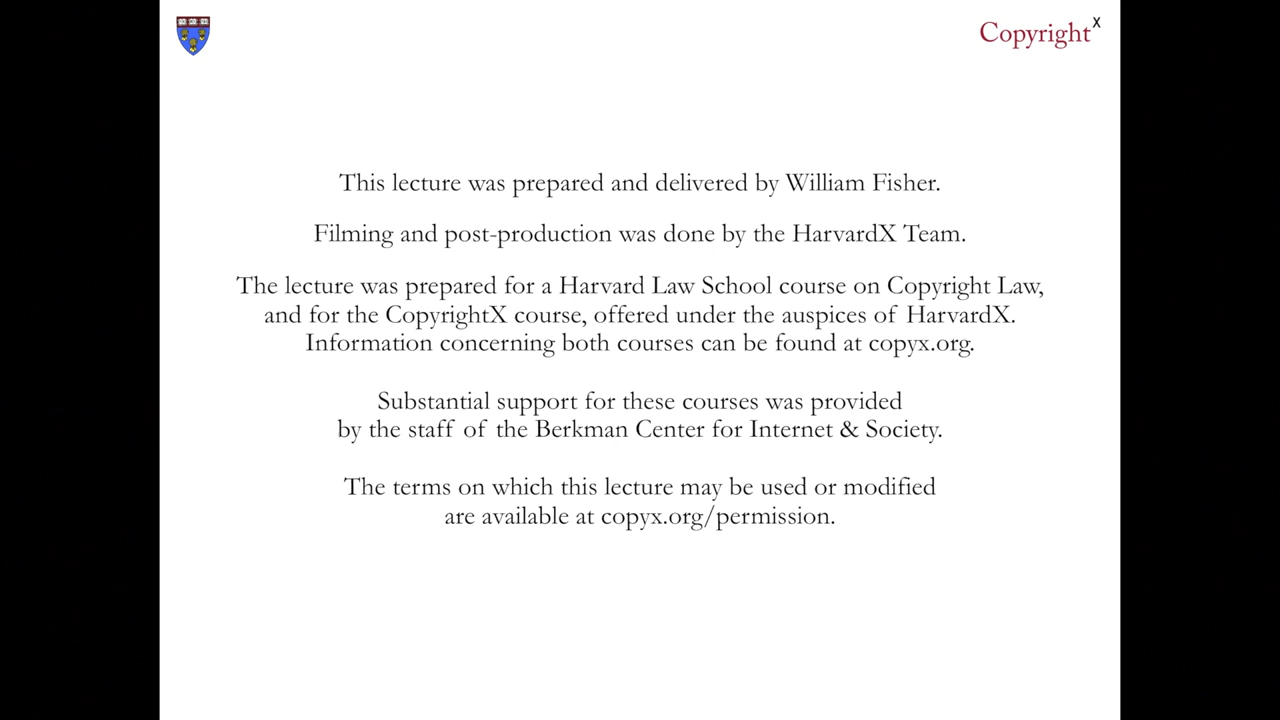 Copyright^X
This lecture was prepared and delivered by William Fisher.
Filming and post-production was done by the HarvardX Team.
The lecture was prepared for a Harvard Law School course on Copyright Law,
and for the CopyrightX course, offered under the auspices of HarvardX.
Information concerning both courses can be found at copyx.org.
Substantial support for these courses was provided
by the staff of the Berkman Center for Internet & Society.
The terms on which this lecture may be used or modified
are available at copyx.org/permission.